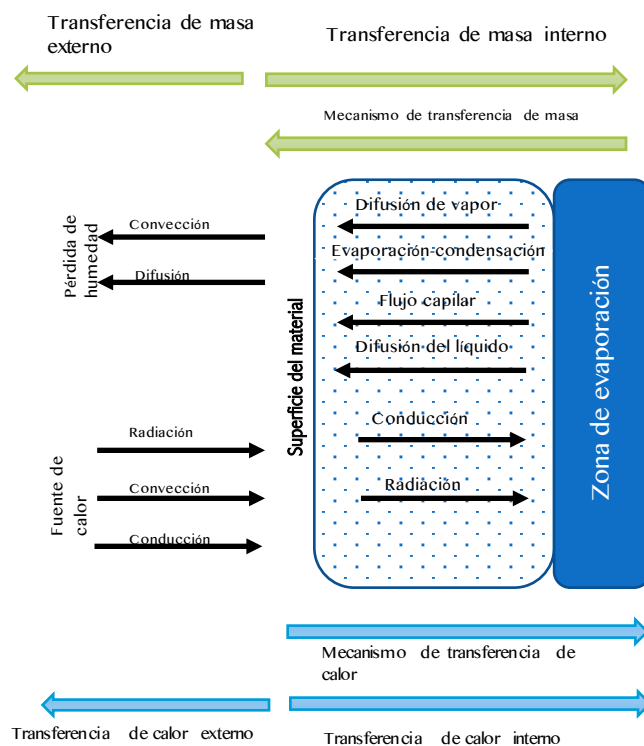 Transferencia de masa
externo
Transferencia de masa interno
Mecanismo de transferencia de masa
Pérdida de
humedad
Convección
Difusión
Difusión de vapor
Evaporación-condensación
Flujo capilar
Difusión del líquido
Superficie del material
Zona de evaporación
Fuente de
calor
Radiación
Convección
Conducción
Conducción
Radiación
Mecanismo de transferencia de
calor
Transferencia de calor externo
Transferencia de calor interno